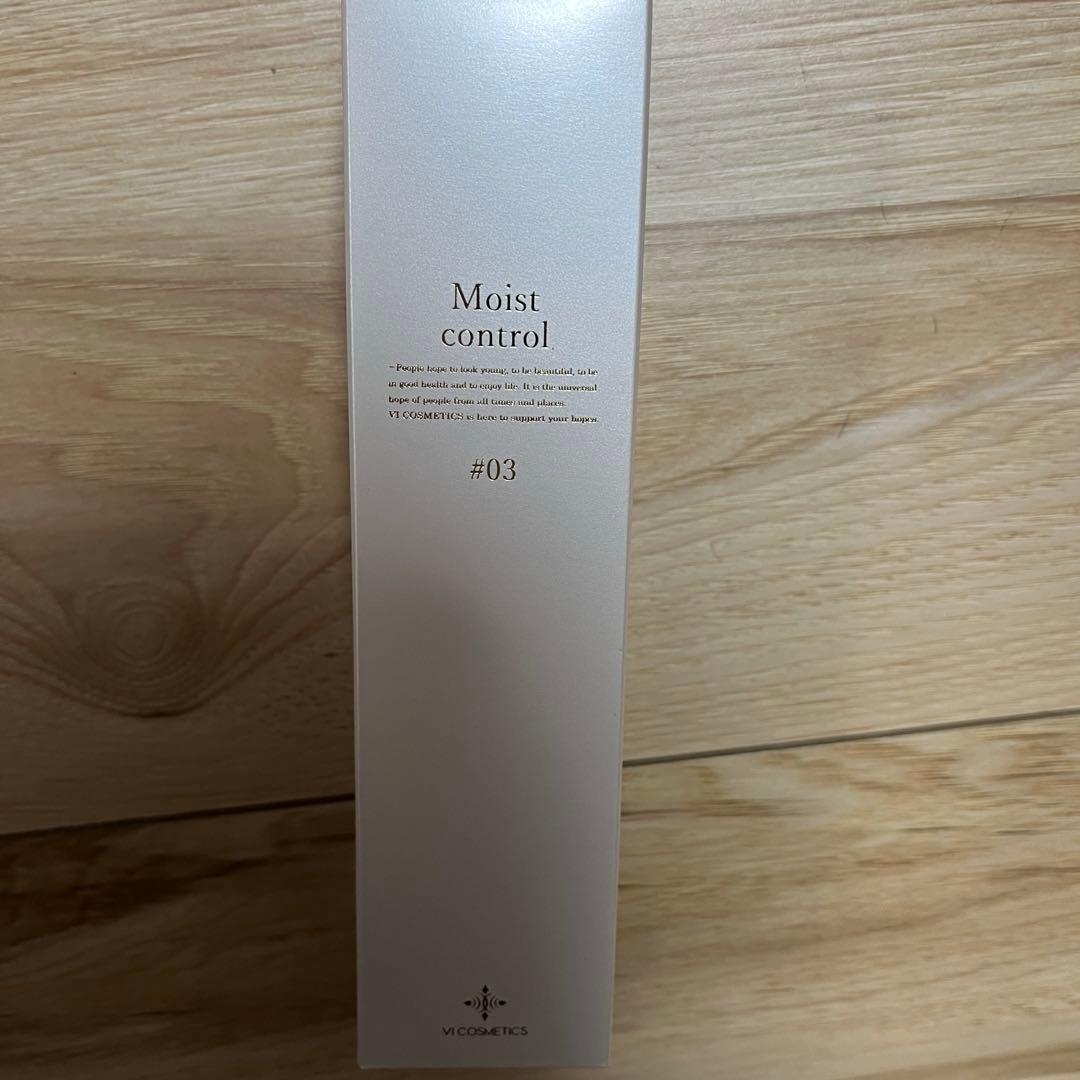 Moist
control
~People hope to look young, to be beautiful, to be
in good health and to enjoy life. It is the universal
hope of people from all times and places.
VI COSMETICS is here to support your hopes.
#03
VI COSMETICS